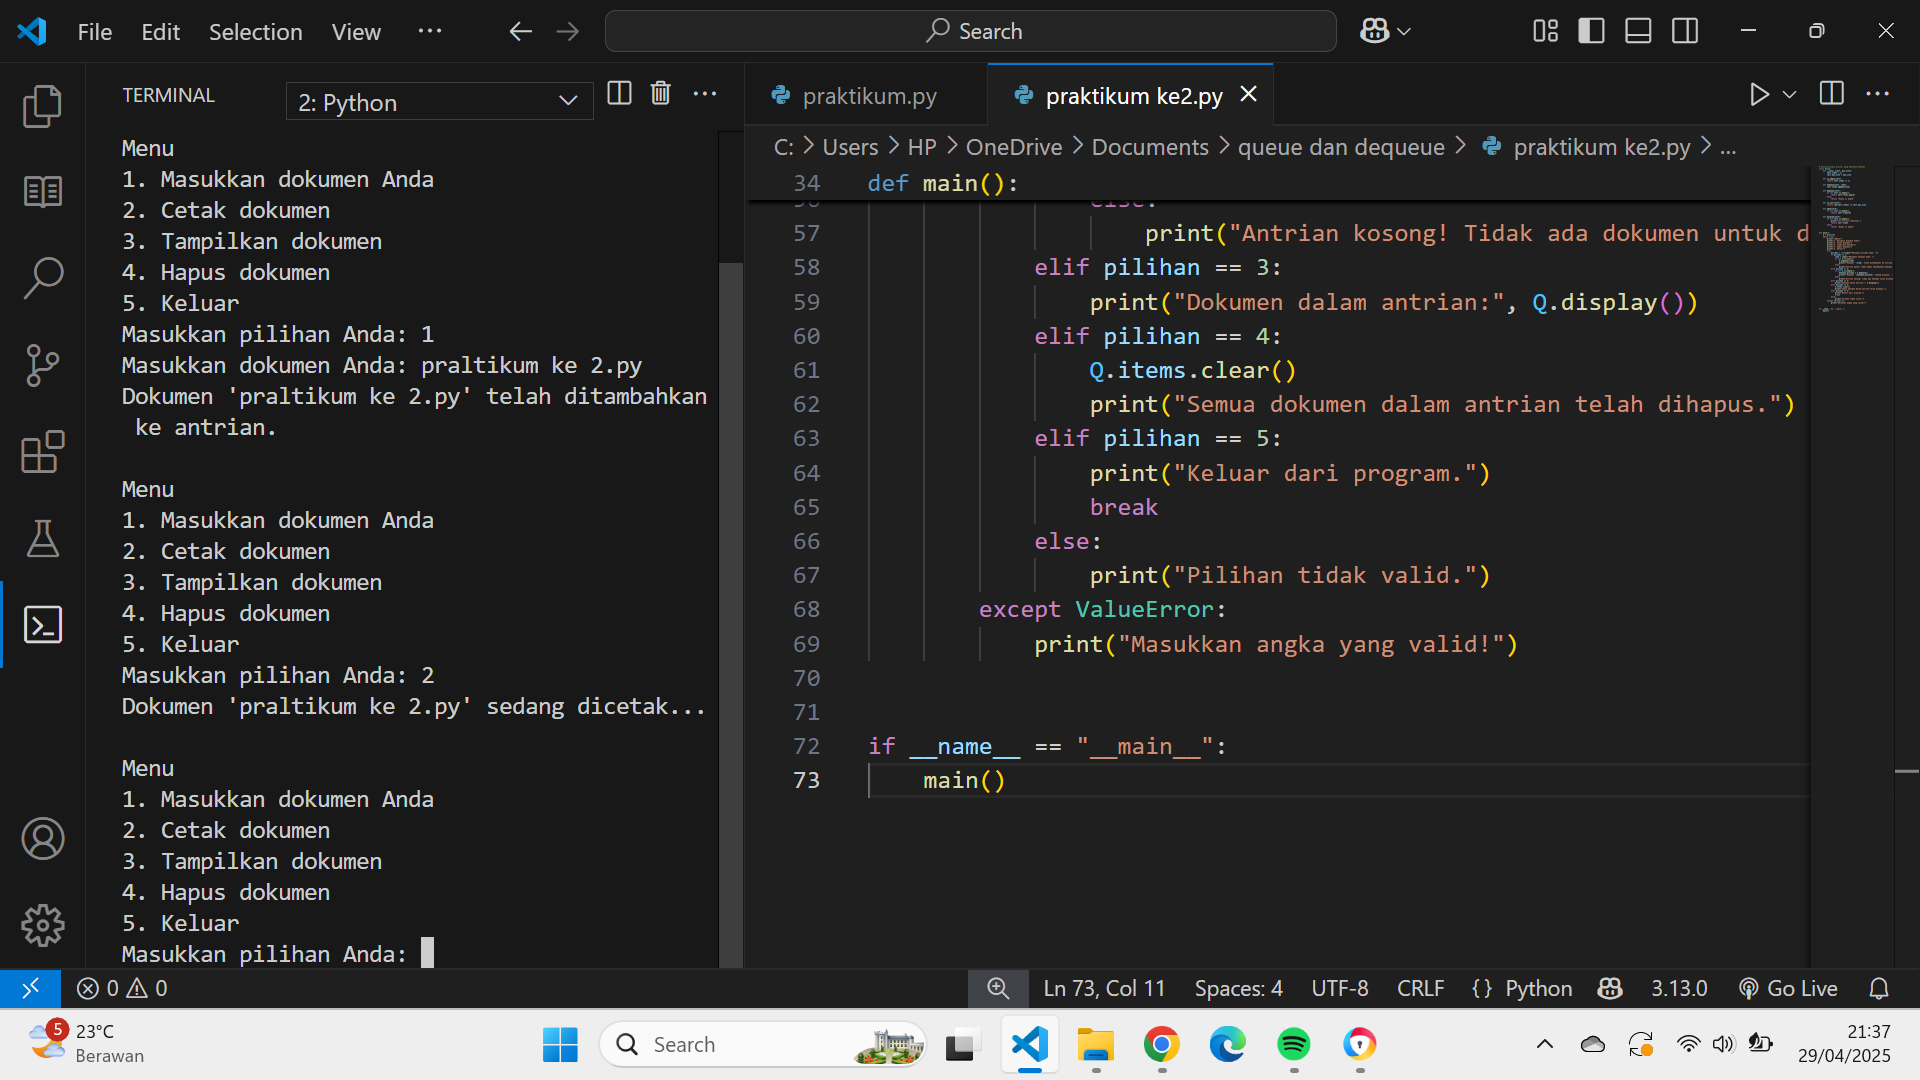 File Edit Selection View ... Search
TERMINAL 2: Python
Menu
1. Masukkan dokumen Anda
2. Cetak dokumen
3. Tampilkan dokumen
4. Hapus dokumen
5. Keluar
Masukkan pilihan Anda: 1
Masukkan dokumen Anda: praltikum ke 2.py
Dokumen 'praltikum ke 2.py' telah ditambahkan
ke antrian.
Menu
1. Masukkan dokumen Anda
2. Cetak dokumen
3. Tampilkan dokumen
4. Hapus dokumen
5. Keluar
Masukkan pilihan Anda: 2
Dokumen 'praltikum ke 2.py' sedang dicetak...
Menu
1. Masukkan dokumen Anda
2. Cetak dokumen
3. Tampilkan dokumen
4. Hapus dokumen
5. Keluar
Masukkan pilihan Anda:
praktikum.py praktikum ke2.py
C: > Users > HP > OneDrive > Documents > queue dan dequeue > praktikum ke2.py > ...
34 def main():
else:
57 print("Antrian kosong! Tidak ada dokumen untuk d
58 elif pilihan == 3:
59 print("Dokumen dalam antrian:", Q.display())
60 elif pilihan == 4:
61 Q.items.clear()
62 print("Semua dokumen dalam antrian telah dihapus.")
63 elif pilihan == 5:
64 print("Keluar dari program.")
65 break
66 else:
67 print("Pilihan tidak valid.")
68 except ValueError:
69 print("Masukkan angka yang valid!")
70
71
72 if __name__ == "__main__":
73 main()
0 0 Ln 73, Col 11 Spaces: 4 UTF-8 CRLF {} Python 3.13.0 Go Live
5 23°C
Berawan
Search
21:37
29/04/2025